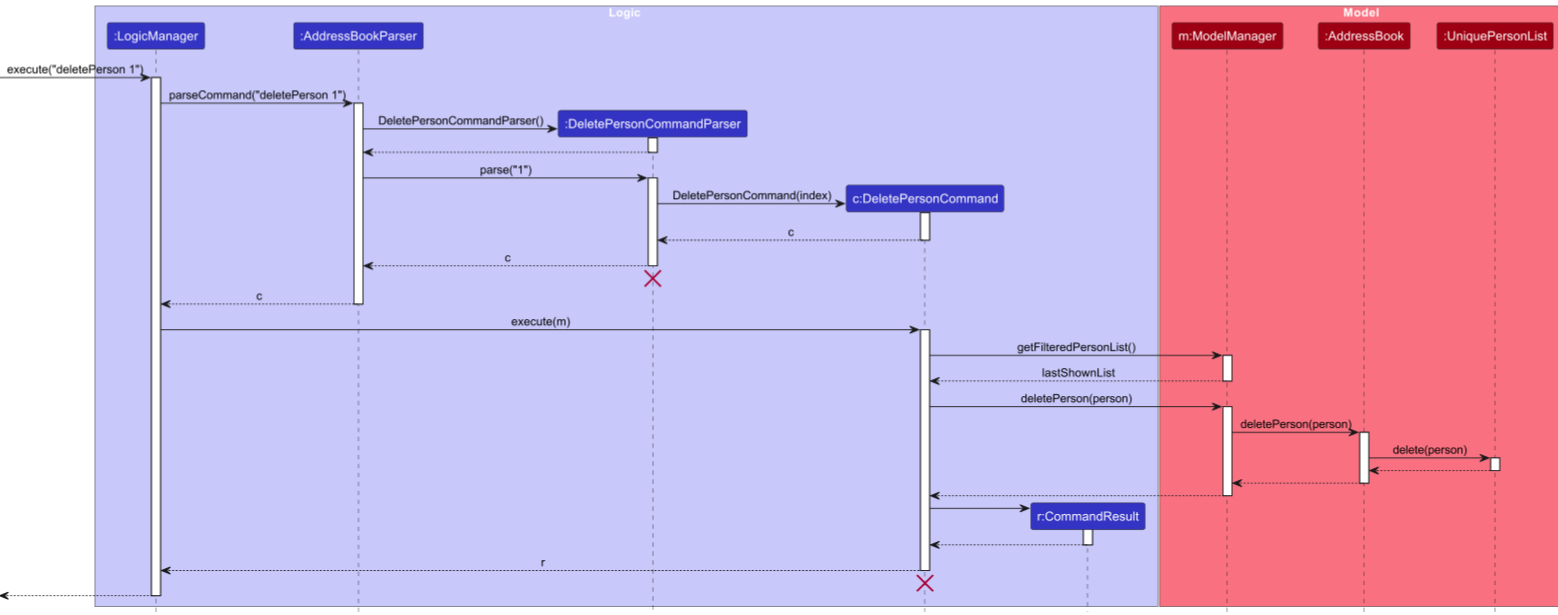 Logic
Model
:LogicManager
:AddressBookParser
m:ModelManager
:AddressBook
:UniquePersonList
execute("deletePerson 1")
parseCommand("deletePerson 1")
DeletePersonCommandParser()
:DeletePersonCommandParser
parse("1")
DeletePersonCommand(index)
c:DeletePersonCommand
c
c
c
execute(m)
getFilteredPersonList()
lastShownList
deletePerson(person)
deletePerson(person)
delete(person)
r:CommandResult
r